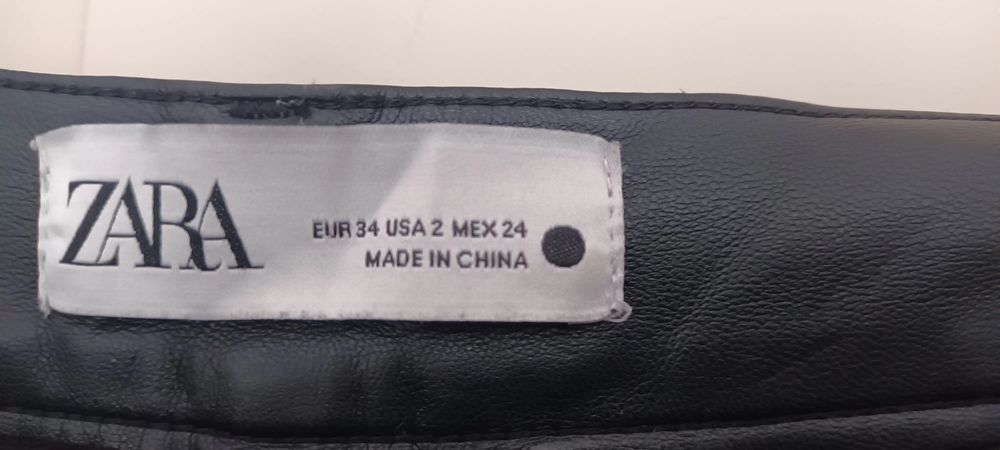 ZARA
EUR 34 USA 2 MEX 24
MADE IN CHINA